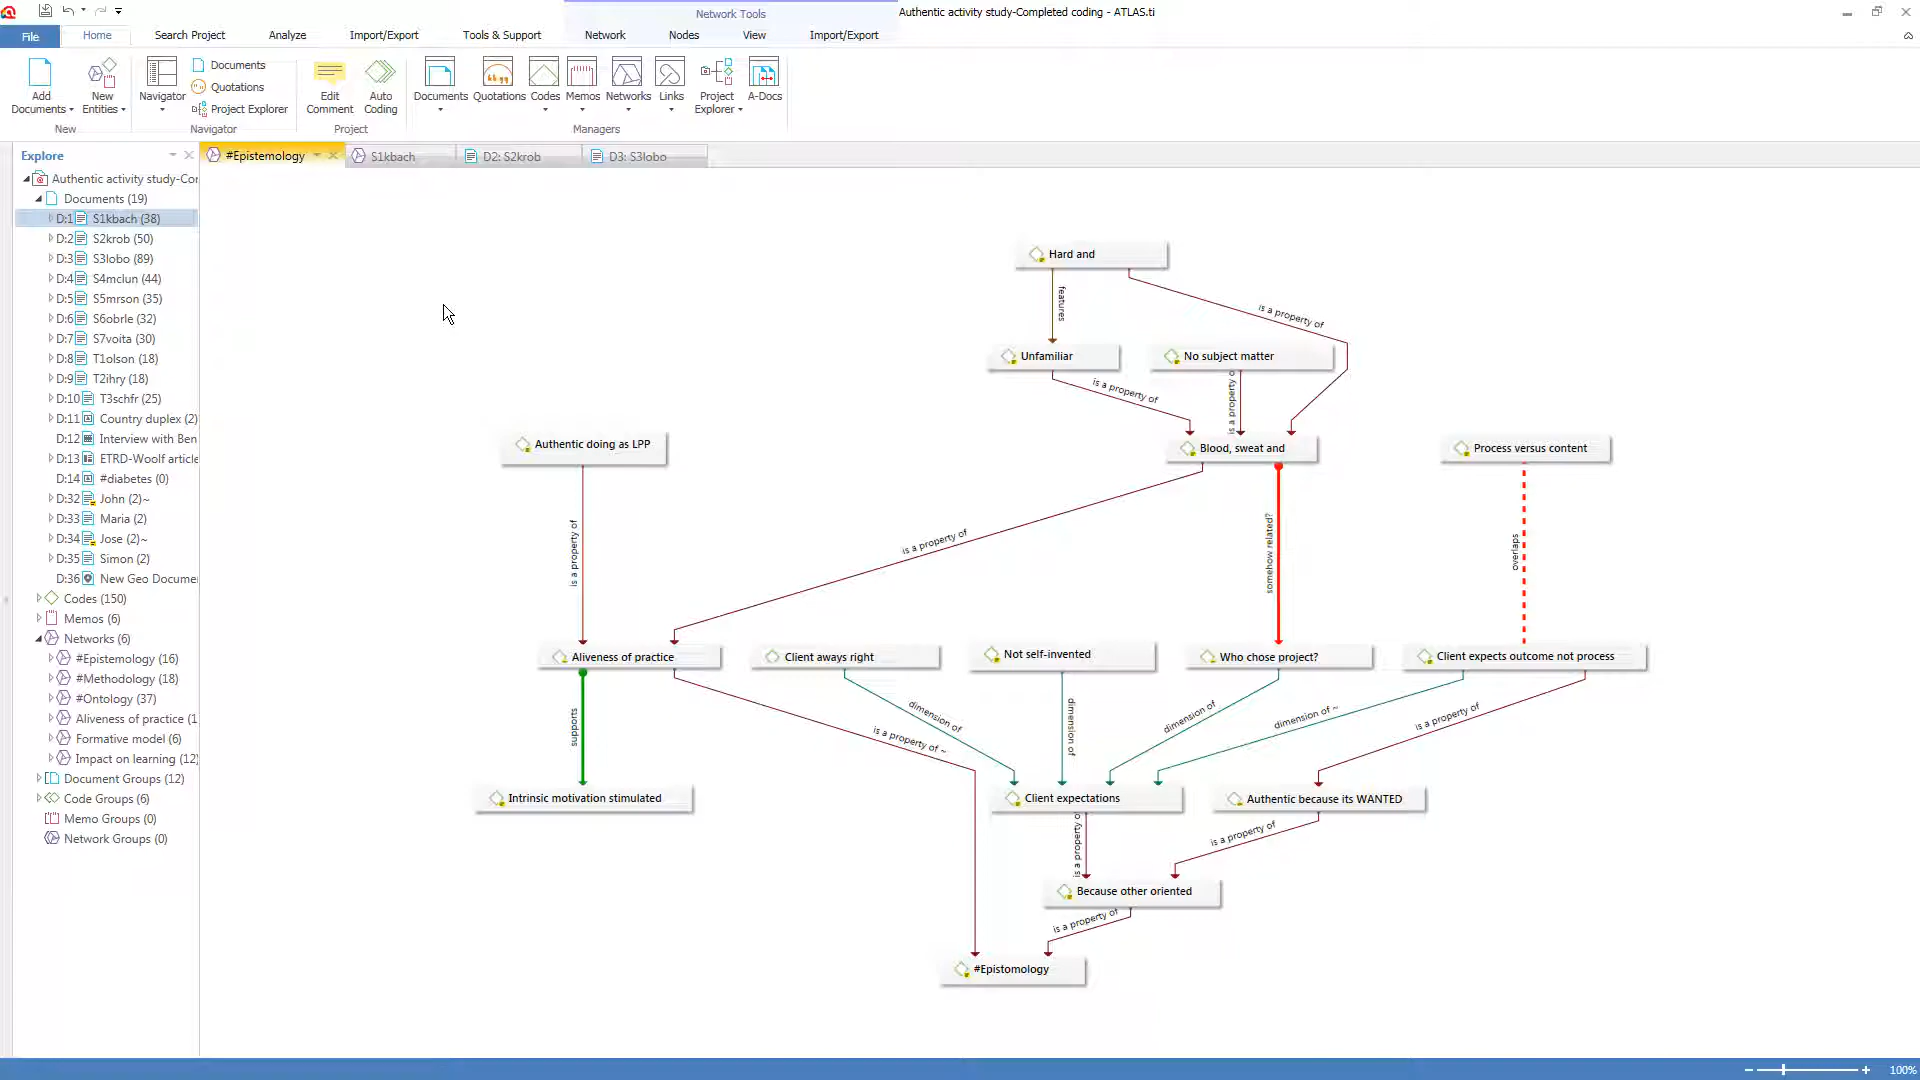 Network Tools
Authentic activity study-Completed coding - ATLAS.ti
File
Home
Search Project
Analyze
Import/Export
Tools & Support
Network
Nodes
View
Import/Export
Add Documents
New Entities
New
Navigator
Documents
Quotations
Project Explorer
Navigator
Edit Comment
Auto Coding
Project
Documents
Quotations
Codes
Memos
Networks
Links
Project Explorer
A-Docs
Managers
Explore
#Epistemology
S1kbach
D2: S2krob
D3: S3lobo
Authentic activity study-Cor
Documents (19)
D:1 S1kbach (38)
D:2 S2krob (50)
D:3 S3lobo (89)
D:4 S4mclun (44)
D:5 S5mrson (35)
D:6 S6obrle (32)
D:7 S7voita (30)
D:8 T1olson (18)
D:9 T2ihry (18)
D:10 T3schfr (25)
D:11 Country duplex (2)
D:12 Interview with Ben
D:13 ETRD-Woolf article
D:14 #diabetes (0)
D:32 John (2)~
D:33 Maria (2)
D:34 Jose (2)~
D:35 Simon (2)
D:36 New Geo Docume
Codes (150)
Memos (6)
Networks (6)
#Epistemology (16)
#Methodology (18)
#Ontology (37)
Aliveness of practice (1
Formative model (6)
Impact on learning (12)
Document Groups (12)
Code Groups (6)
Memo Groups (0)
Network Groups (0)
Hard and
features
is a property of
Unfamiliar
No subject matter
is a property of
is a property o
Authentic doing as LPP
Blood, sweat and
Process versus content
is a property of
is a property of
somehow related?
overlaps
Aliveness of practice
Client aways right
Not self-invented
Who chose project?
Client expects outcome not process
supports
is a property of ~
dimension of
dimension of
dimension of
dimension of ~
is a property of
Intrinsic motivation stimulated
Client expectations
Authentic because its WANTED
is a property o
is a property of
Because other oriented
is a property of
#Epistomology
100%